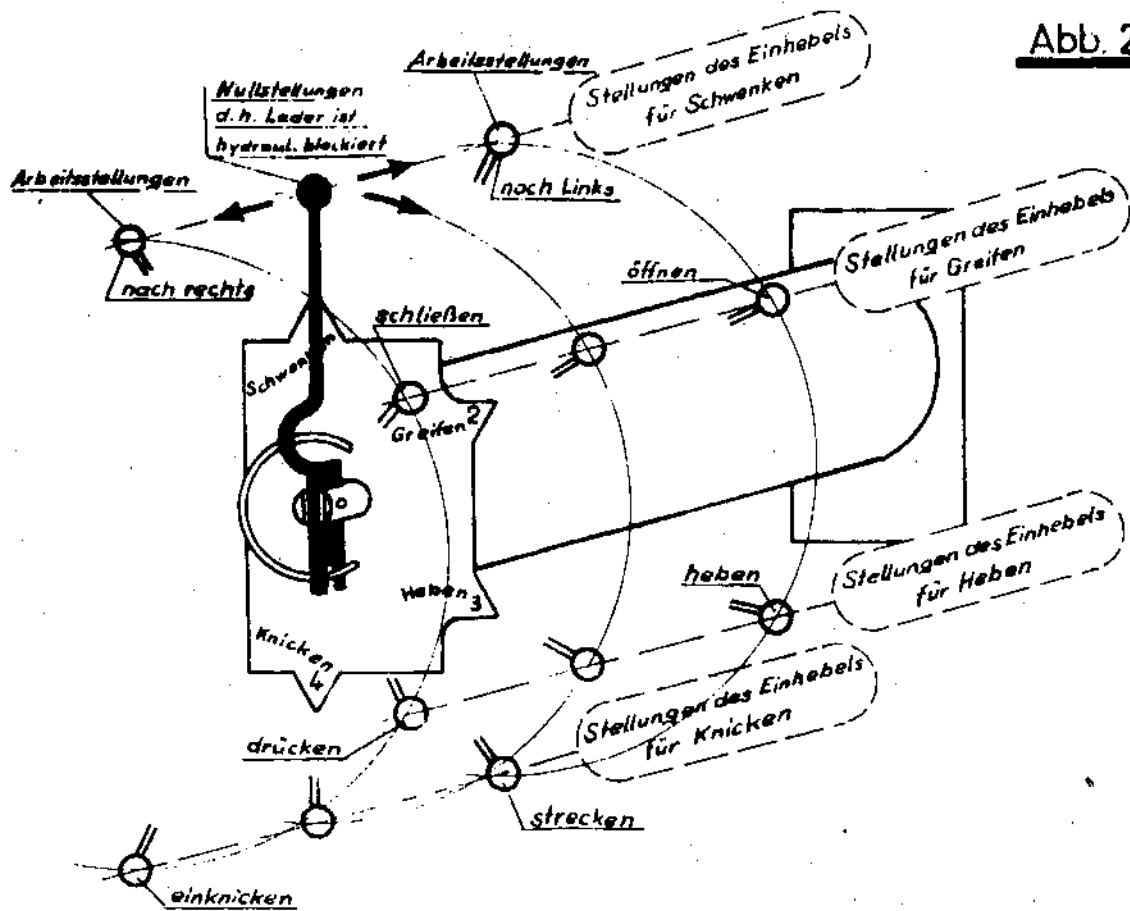 Abb. 2
Arbeitsstellungen
Stellungen des Einhebels
für Schwenken
Nullstellungen
d.h. Lader ist
hydraul. blockiert
Arbeitsstellungen
nach Links
nach rechts
Stellungen des Einhebels
für Greifen
öffnen
schließen
Schwenken
Greifen 2
Heben 3
Knicken 4
heben
Stellungen des Einhebels
für Heben
Stellungen des Einhebels
für Knicken
drücken
strecken
einknicken